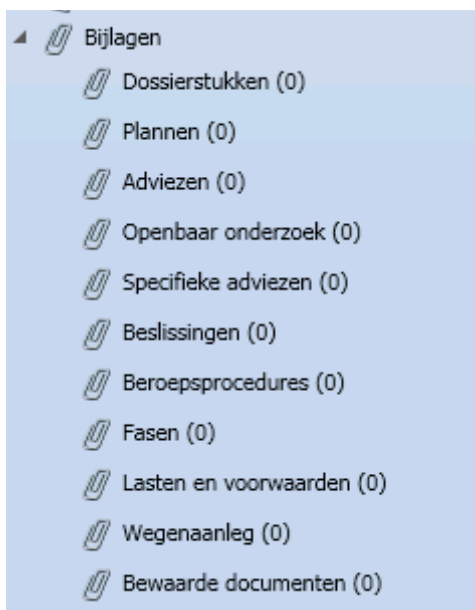 Bijlagen
Dossierstukken (0)
Plannen (0)
Adviezen (0)
Openbaar onderzoek (0)
Specifieke adviezen (0)
Beslissingen (0)
Beroepsprocedures (0)
Fasen (0)
Lasten en voorwaarden (0)
Wegenaanleg (0)
Bewaarde documenten (0)